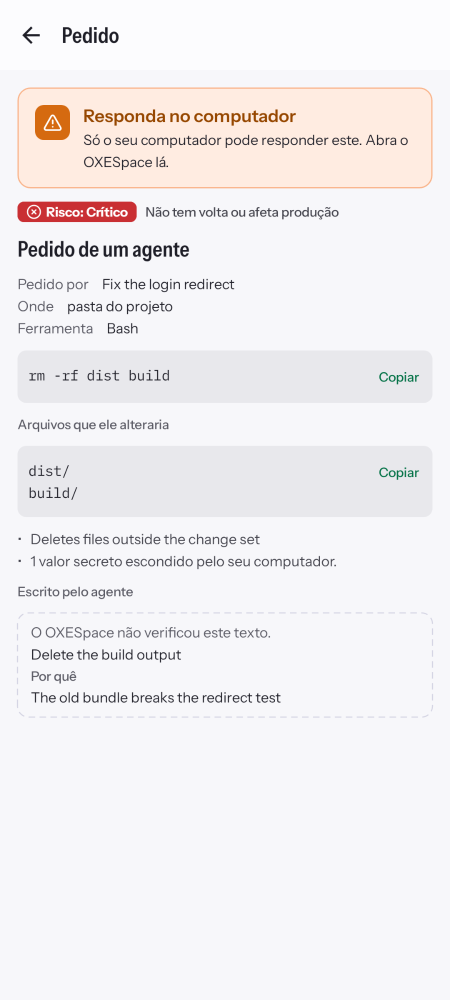 Pedido
Responda no computador
Só o seu computador pode responder este. Abra o
OXESpace lá.
Risco: Crítico Não tem volta ou afeta produção
Pedido de um agente
Pedido por Fix the login redirect
Onde pasta do projeto
Ferramenta Bash
rm -rf dist build Copiar
Arquivos que ele alteraria
dist/ Copiar
build/
• Deletes files outside the change set
• 1 valor secreto escondido pelo seu computador.
Escrito pelo agente
O OXESpace não verificou este texto.
Delete the build output
Por quê
The old bundle breaks the redirect test